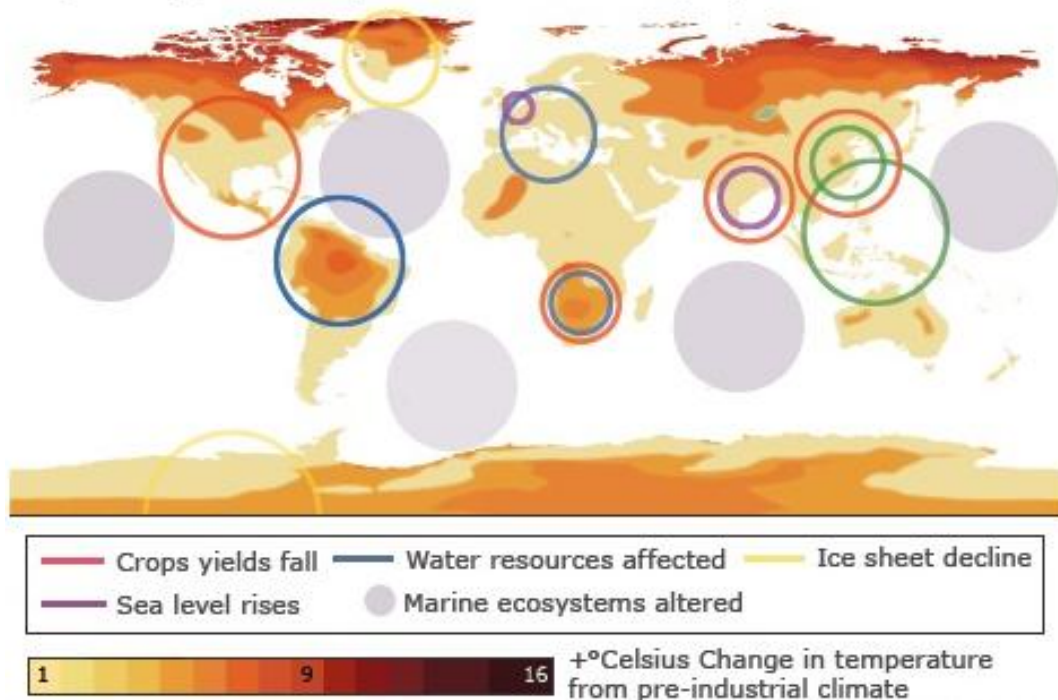 Crops yields fall Water resources affected Ice sheet decline
Sea level rises Marine ecosystems altered
1 9 16 +°Celsius Change in temperature
from pre-industrial climate